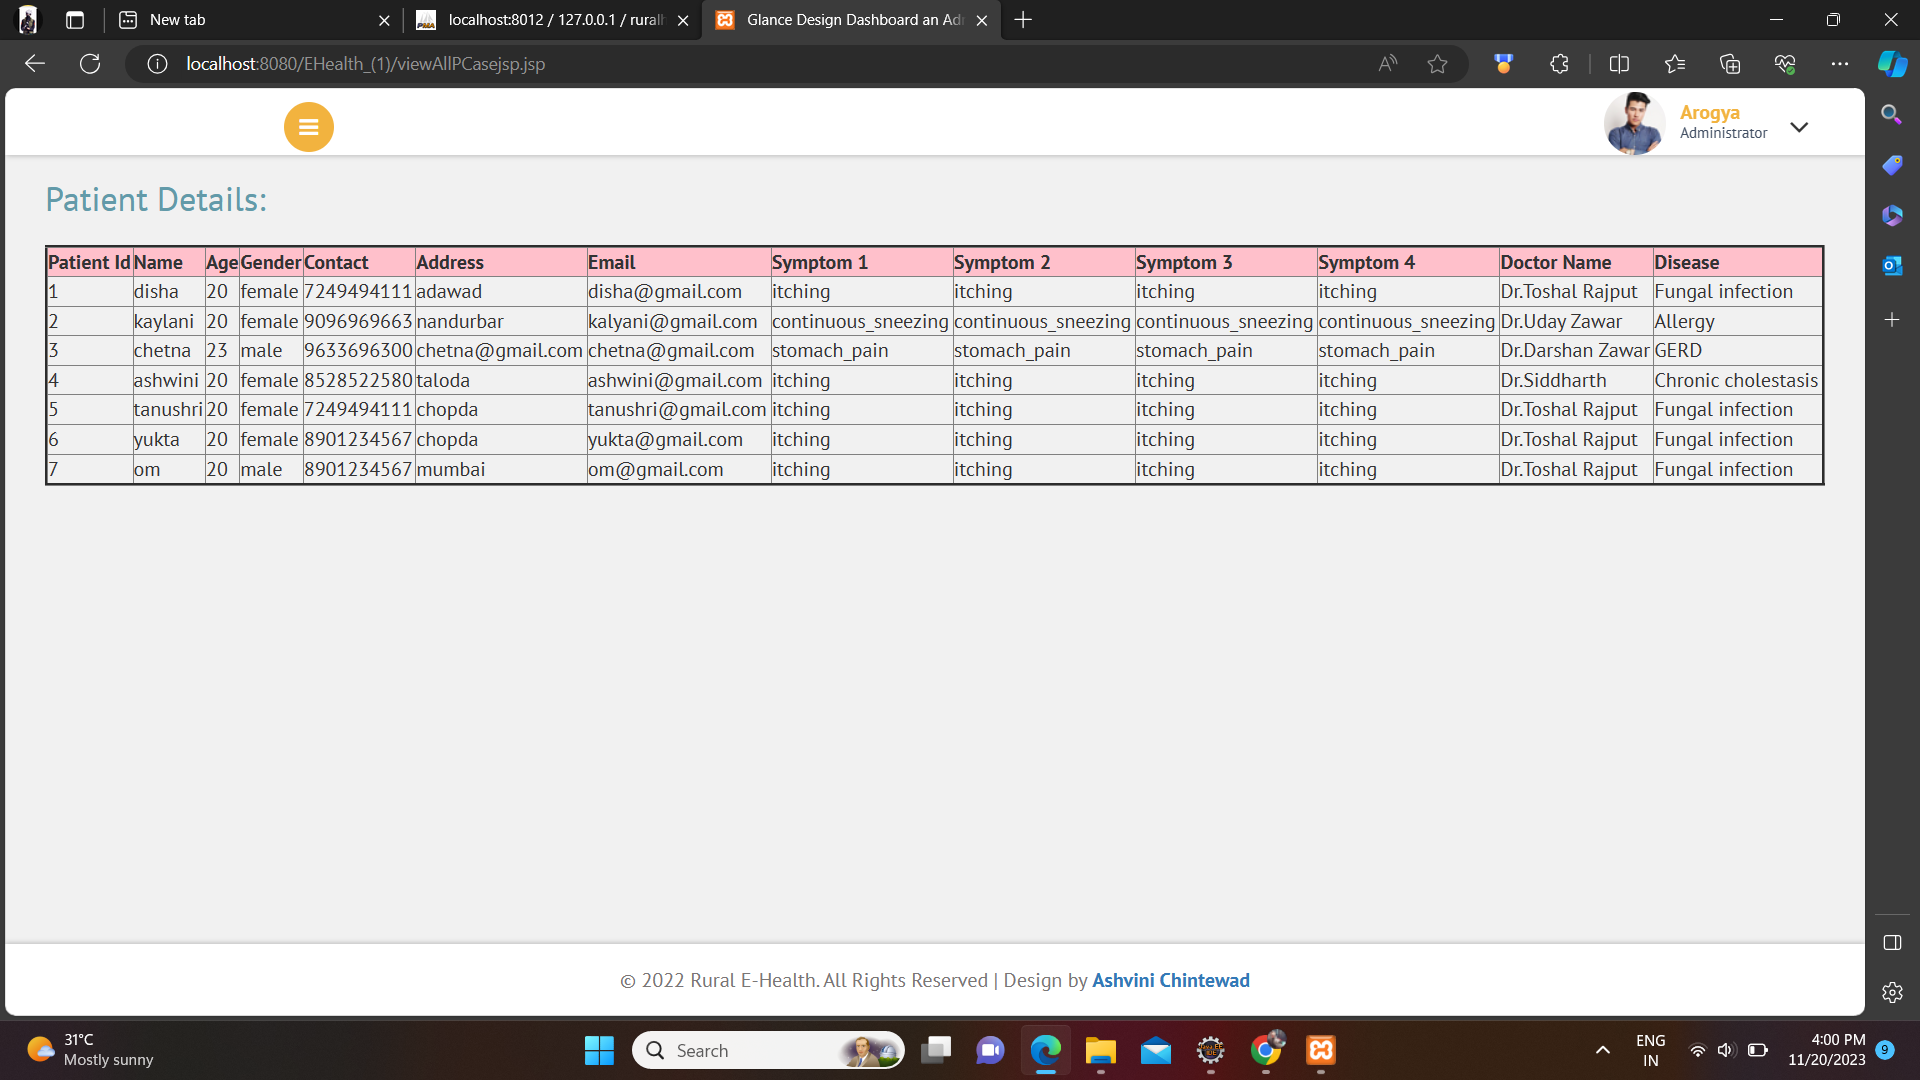 New tab
localhost:8012 / 127.0.0.1 / rural
Glance Design Dashboard an Ad
localhost:8080/EHealth_(1)/viewAllPCasejsp.jsp
Arogya
Administrator
Patient Details:
Patient Id Name Age Gender Contact Address Email Symptom 1 Symptom 2 Symptom 3 Symptom 4 Doctor Name Disease
1 disha 20 female 7249494111 adawad disha@gmail.com itching itching itching itching Dr.Toshal Rajput Fungal infection
2 kaylani 20 female 9096969663 nandurbar kalyani@gmail.com continuous_sneezing continuous_sneezing continuous_sneezing continuous_sneezing Dr.Uday Zawar Allergy
3 chetna 23 male 9633696300 chetna@gmail.com chetna@gmail.com stomach_pain stomach_pain stomach_pain stomach_pain Dr.Darshan Zawar GERD
4 ashwini 20 female 8528522580 taloda ashwini@gmail.com itching itching itching itching Dr.Siddharth Chronic cholestasis
5 tanushri 20 female 7249494111 chopda tanushri@gmail.com itching itching itching itching Dr.Toshal Rajput Fungal infection
6 yukta 20 female 8901234567 chopda yukta@gmail.com itching itching itching itching Dr.Toshal Rajput Fungal infection
7 om 20 male 8901234567 mumbai om@gmail.com itching itching itching itching Dr.Toshal Rajput Fungal infection
© 2022 Rural E-Health. All Rights Reserved | Design by Ashvini Chintewad
31°C
Mostly sunny
Search
ENG
IN
4:00 PM
11/20/2023
9